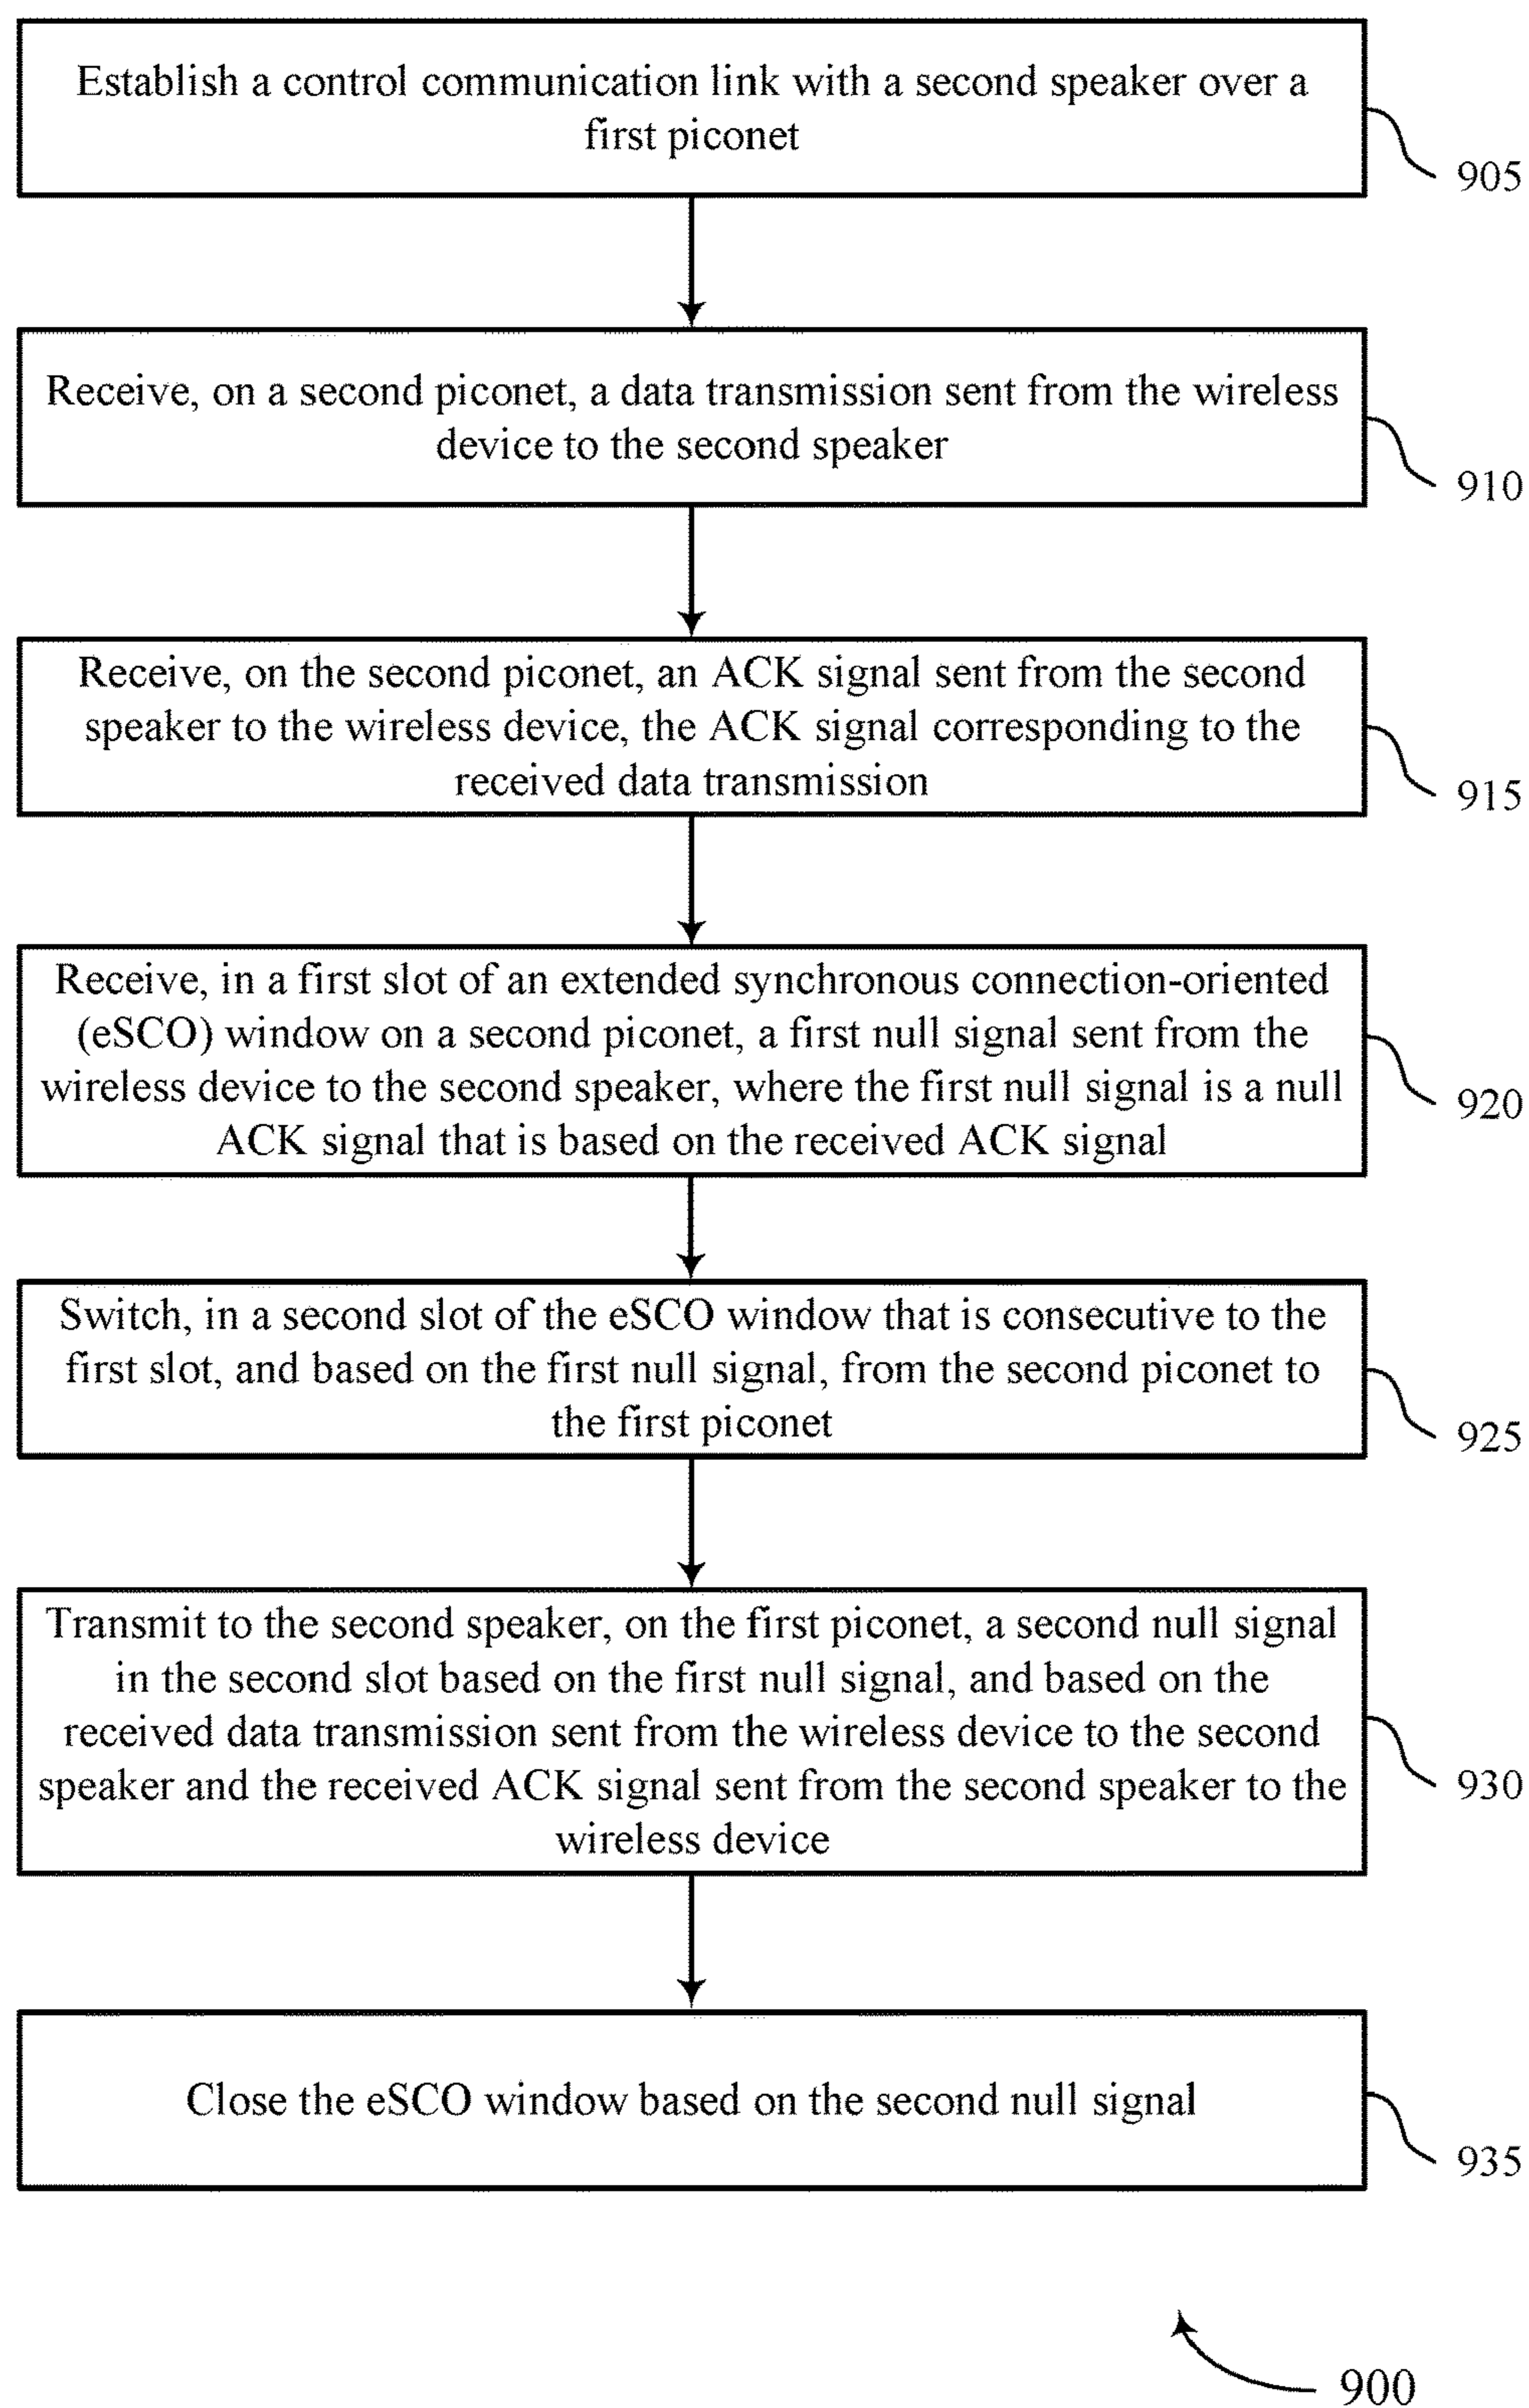 Establish a control communication link with a second speaker over a
first piconet
905
Receive, on a second piconet, a data transmission sent from the wireless
device to the second speaker
910
Receive, on the second piconet, an ACK signal sent from the second
speaker to the wireless device, the ACK signal corresponding to the
received data transmission
915
Receive, in a first slot of an extended synchronous connection-oriented
(eSCO) window on a second piconet, a first null signal sent from the
wireless device to the second speaker, where the first null signal is a null
ACK signal that is based on the received ACK signal
920
Switch, in a second slot of the eSCO window that is consecutive to the
first slot, and based on the first null signal, from the second piconet to
the first piconet
925
Transmit to the second speaker, on the first piconet, a second null signal
in the second slot based on the first null signal, and based on the
received data transmission sent from the wireless device to the second
speaker and the received ACK signal sent from the second speaker to the
wireless device
930
Close the eSCO window based on the second null signal
935
900